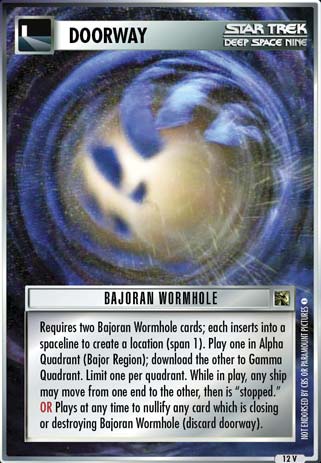 DOORWAY
STAR TREK
DEEP SPACE NINE
BAJORAN WORMHOLE
Requires two Bajoran Wormhole cards; each inserts into a
spaceline to create a location (span 1). Play one in Alpha
Quadrant (Bajor Region); download the other to Gamma
Quadrant. Limit one per quadrant. While in play, any ship
may move from one end to the other, then is “stopped.”
OR Plays at any time to nullify any card which is closing
or destroying Bajoran Wormhole (discard doorway).
NOT ENDORSED BY CBS OR PARAMOUNT PICTURES
12 V